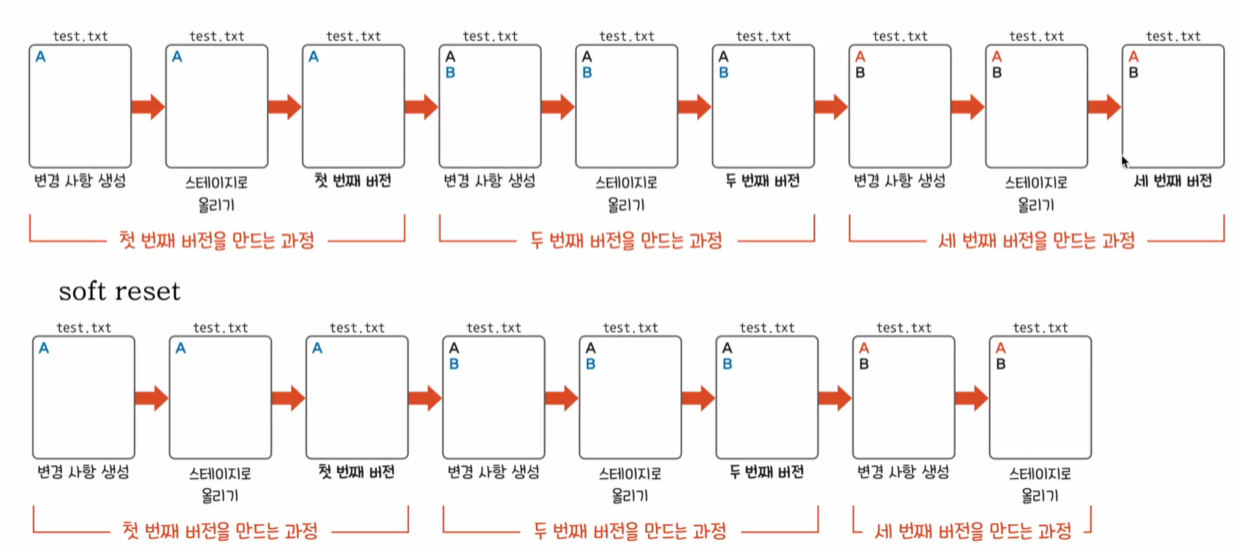 test.txt test.txt test.txt test.txt test.txt test.txt test.txt test.txt test.txt
A A A A A A A A A
B B B B B B
변경 사항 생성 스테이지로 첫 번째 버전 변경 사항 생성 스테이지로 두 번째 버전 변경 사항 생성 스테이지로 세 번째 버전
올리기 올리기 올리기
첫 번째 버전을 만드는 과정 두 번째 버전을 만드는 과정 세 번째 버전을 만드는 과정
soft reset
test.txt test.txt test.txt test.txt test.txt test.txt test.txt test.txt
A A A A A A A A
B B B B B
변경 사항 생성 스테이지로 첫 번째 버전 변경 사항 생성 스테이지로 두 번째 버전 변경 사항 생성 스테이지로
올리기 올리기 올리기
첫 번째 버전을 만드는 과정 두 번째 버전을 만드는 과정 세 번째 버전을 만드는 과정